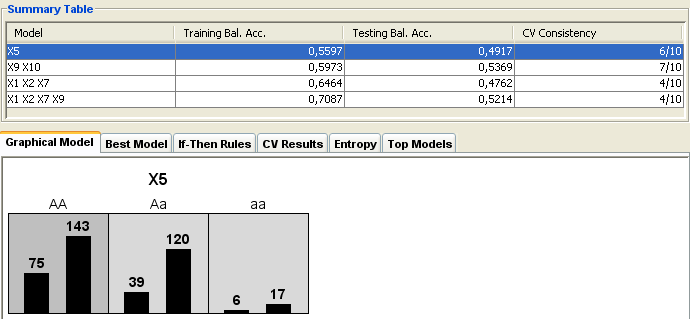 Summary Table
Model Training Bal. Acc. Testing Bal. Acc. CV Consistency
X5 0,5597 0,4917 6/10
X9 X10 0,5973 0,5369 7/10
X1 X2 X7 0,6464 0,4762 4/10
X1 X2 X7 X9 0,7087 0,5214 4/10
Graphical Model Best Model If-Then Rules CV Results Entropy Top Models
X5
AA Aa aa
75 143 39 120 6 17